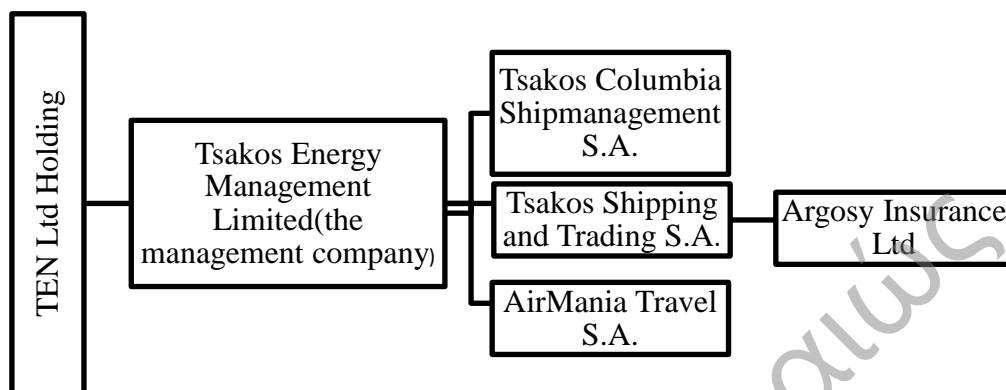 TEN Ltd Holding
Tsakos Energy
Management
Limited(the
management company)
Tsakos Columbia
Shipmanagement
S.A.
Tsakos Shipping
and Trading S.A.
AirMania Travel
S.A.
Argosy Insurance
Ltd
αιώς